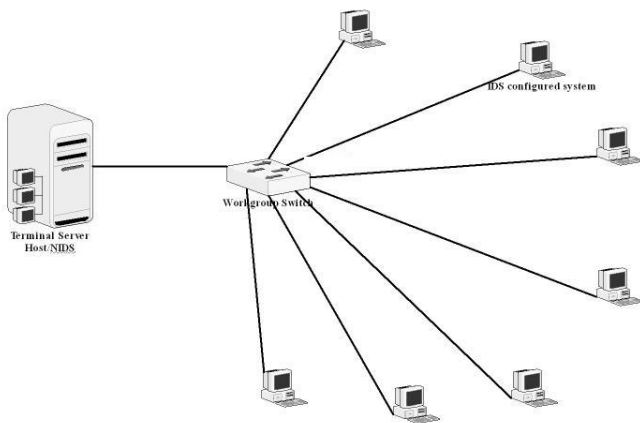 IDS configured system
Workgroup Switch
Terminal Server
Host/NIDS